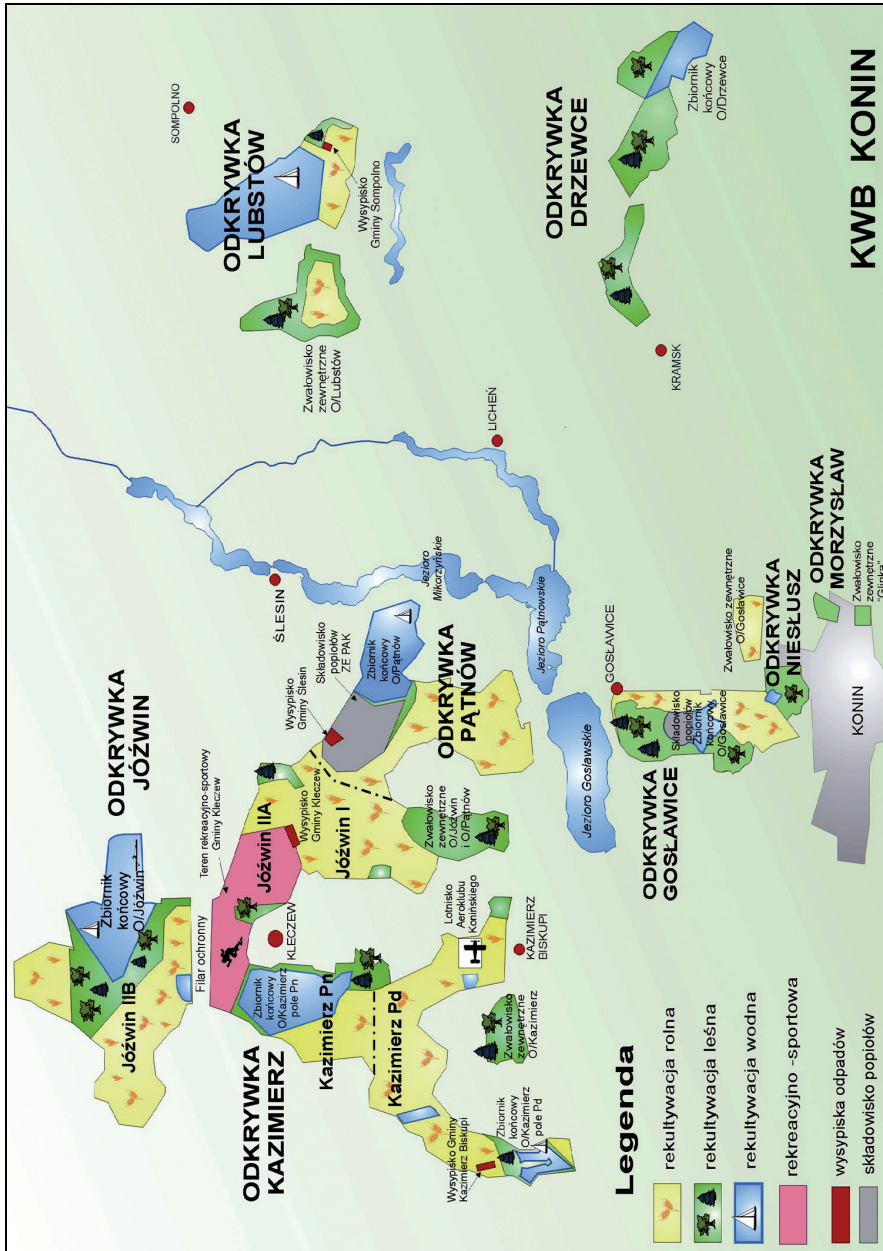 SOMPOLNO
ODKRYWKA
LUBSTÓW
Wysypisko
Gminy Sompolno
Zwałowisko
zewnętrzne
O/Lubstów
Zbiornik
końcowy
O/Drzewce
ODKRYWKA
DRZEWCE
KRAMSK
KWB KONIN
LICHEŃ
ŚLESIN
Jezioro
Mikorzyńskie
Jezioro Pątnowskie
Jezioro Gosławskie
ODKRYWKA
JÓŹWIN
Zbiornik
końcowy
O/Jóźwin
Jóźwin IIB
Filar ochronny
Teren rekreacyjno-sportowy
Gminy Kleczew
Jóźwin IIA
Wysypisko
Gminy Kleczew
Jóźwin I
Wysypisko
Gminy Ślesin
Składowisko
popiołów
ZE PAK
Zbiornik
końcowy
O/Pątnów
ODKRYWKA
PĄTNÓW
Zwałowisko
zewnętrzne
O/Jóźwin
i O/Pątnów
KLECZEW
ODKRYWKA
KAZIMIERZ
Zbiornik
końcowy
O/Kazimierz
pole Pn
Kazimierz Pn
Kazimierz Pd
Lotnisko
Aeroklubu
Konińskiego
KAZIMIERZ
BISKUPI
Zwałowisko
zewnętrzne
O/Kazimierz
Wysypisko Gminy
Kazimierz Biskupi
Zbiornik
końcowy
O/Kazimierz
pole Pd
GOSŁAWICE
ODKRYWKA
GOSŁAWICE
Składowisko
popiołów
Zbiornik
końcowy
O/Gosławice
Zwałowisko zewnętrzne
O/Gosławice
ODKRYWKA
NIESŁUSZ
ODKRYWKA
MORZYSŁAW
Zwałowisko
zewnętrzne
"Glinka"
KONIN
Legenda
rekultywacja rolna
rekultywacja leśna
rekultywacja wodna
rekreacyjno -sportowa
wysypiska odpadów
składowisko popiołów